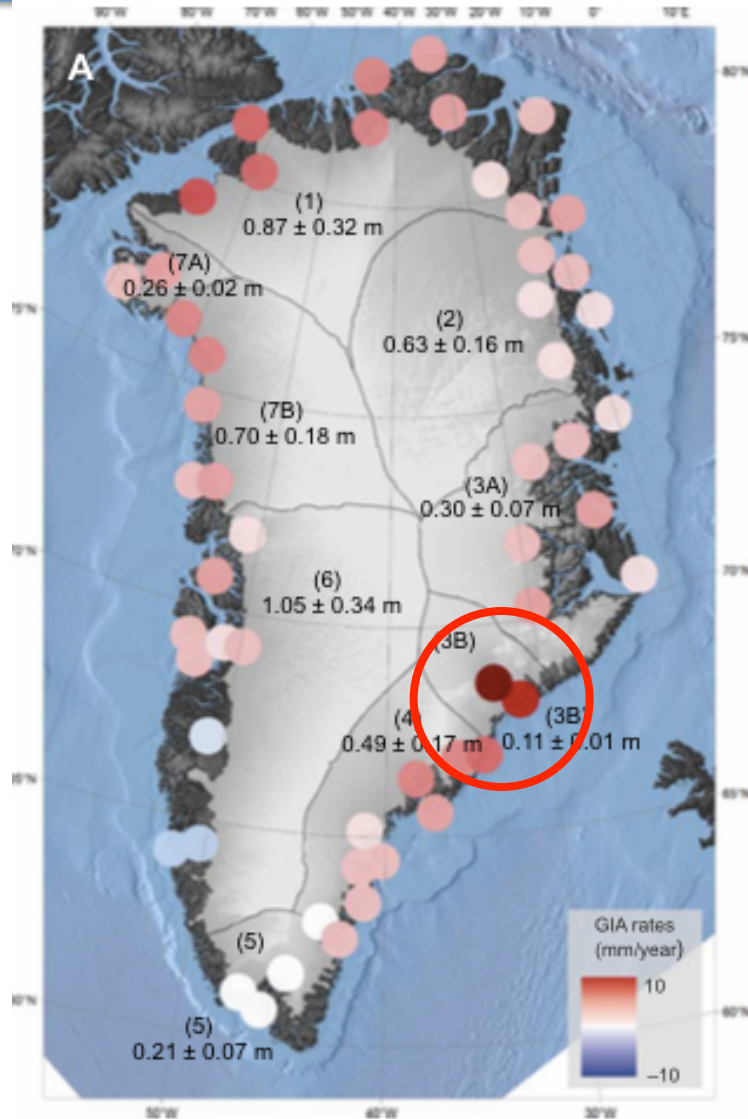 90°W 80°W 70°W 60°W 50°W 40°W 30°W 20°W 10°W 0° 10°E
A
80°N
(1)
0.87 ± 0.32 m
(7A)
0.26 ± 0.02 m
75°N
75°N
(2)
0.63 ± 0.16 m
(7B)
0.70 ± 0.18 m
(3A)
0.30 ± 0.07 m
70°N
70°N
(6)
1.05 ± 0.34 m
(3B)
(4)
0.49 ± 0.17 m
(3B)
0.11 ± 0.01 m
65°N
65°N
GIA rates
(mm/year)
10
−10
(5)
60°N
60°N
(5)
0.21 ± 0.07 m
50°W 40°W 30°W